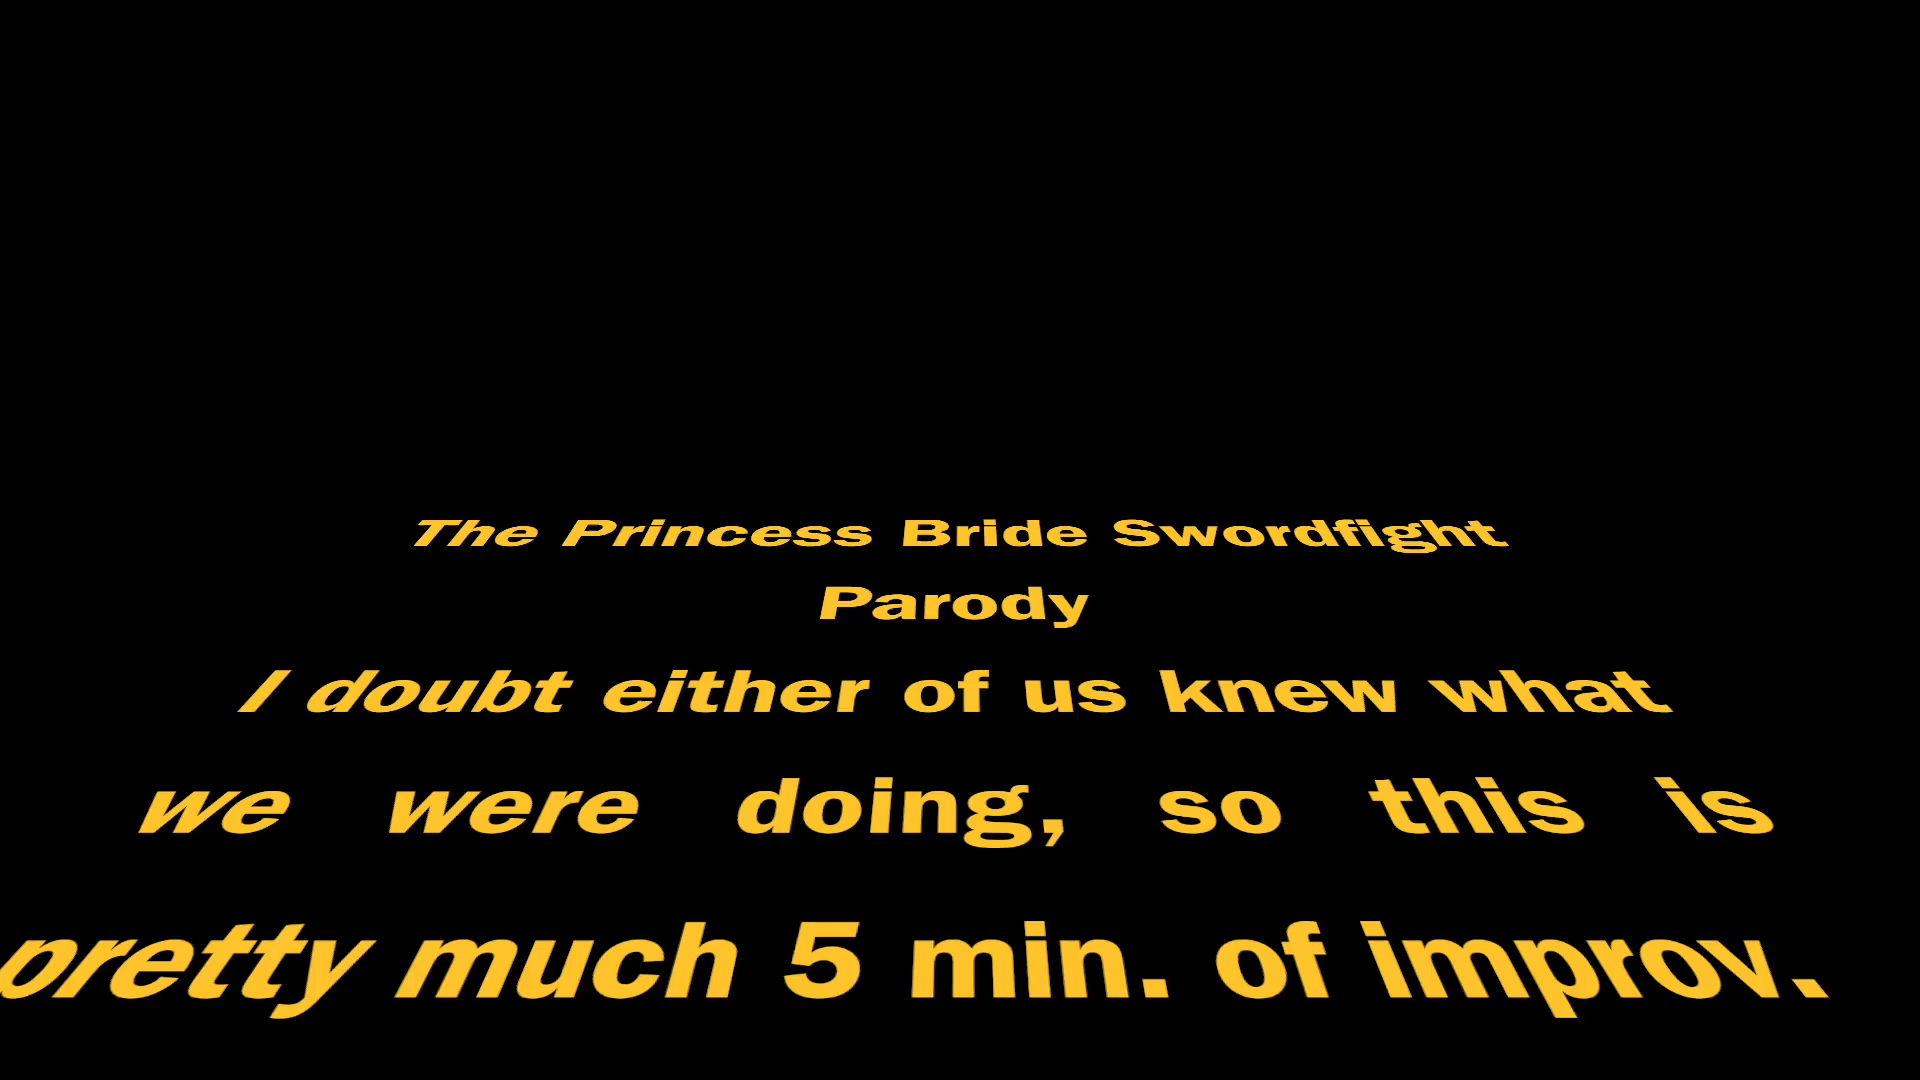 The Princess Bride Swordfight
Parody
I doubt either of us knew what
we were doing, so this is
pretty much 5 min. of improv.